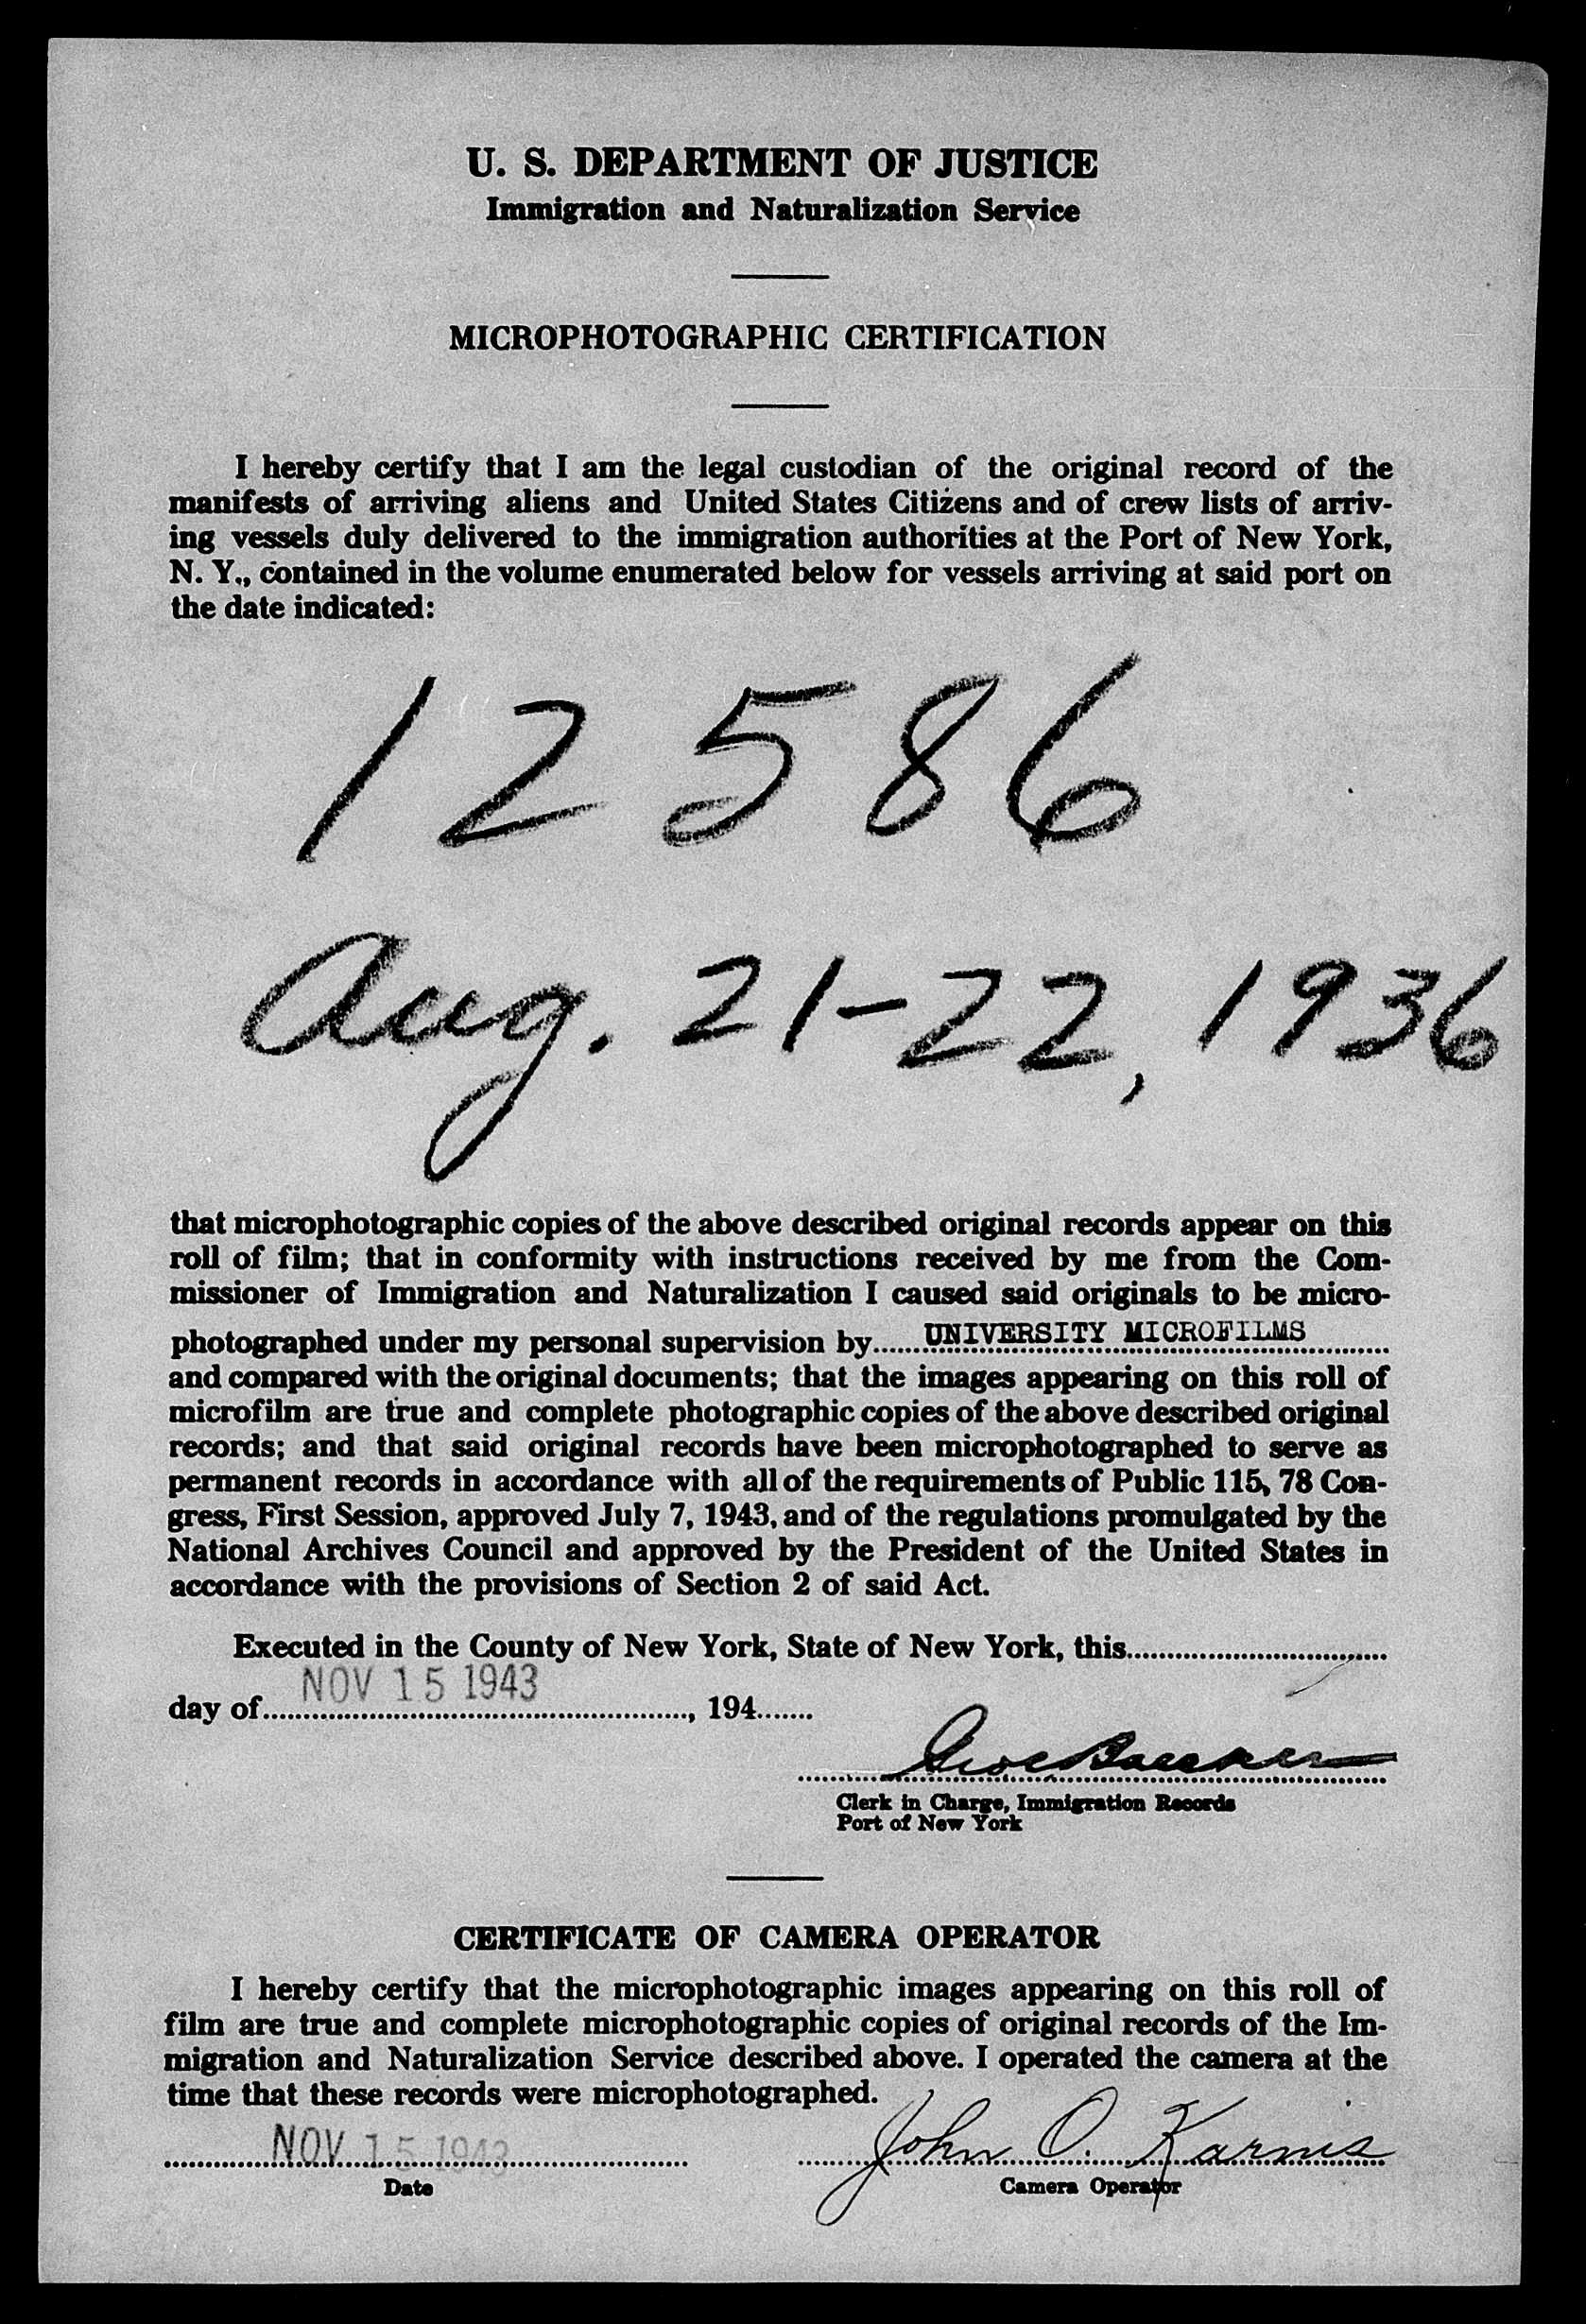 U. S. DEPARTMENT OF JUSTICE
Immigration and Naturalization Service
MICROPHOTOGRAPHIC CERTIFICATION
I hereby certify that I am the legal custodian of the original record of the
manifests of arriving aliens and United States Citizens and of crew lists of arriv-
ing vessels duly delivered to the immigration authorities at the Port of New York,
N. Y., contained in the volume enumerated below for vessels arriving at said port on
the date indicated:
12586
Aug. 21-22, 1936
that microphotographic copies of the above described original records appear on this
roll of film; that in conformity with instructions received by me from the Com-
missioner of Immigration and Naturalization I caused said originals to be micro-
photographed under my personal supervision by UNIVERSITY MICROFILMS
and compared with the original documents; that the images appearing on this roll of
microfilm are true and complete photographic copies of the above described original
records; and that said original records have been microphotographed to serve as
permanent records in accordance with all of the requirements of Public 115, 78 Con-
gress, First Session, approved July 7, 1943, and of the regulations promulgated by the
National Archives Council and approved by the President of the United States in
accordance with the provisions of Section 2 of said Act.
Executed in the County of New York, State of New York, this
day of NOV 15 1943, 194
Clerk in Charge, Immigration Records
Port of New York
CERTIFICATE OF CAMERA OPERATOR
I hereby certify that the microphotographic images appearing on this roll of
film are true and complete microphotographic copies of original records of the Im-
migration and Naturalization Service described above. I operated the camera at the
time that these records were microphotographed.
NOV 15 1943 John O. Karnis
Date Camera Operator